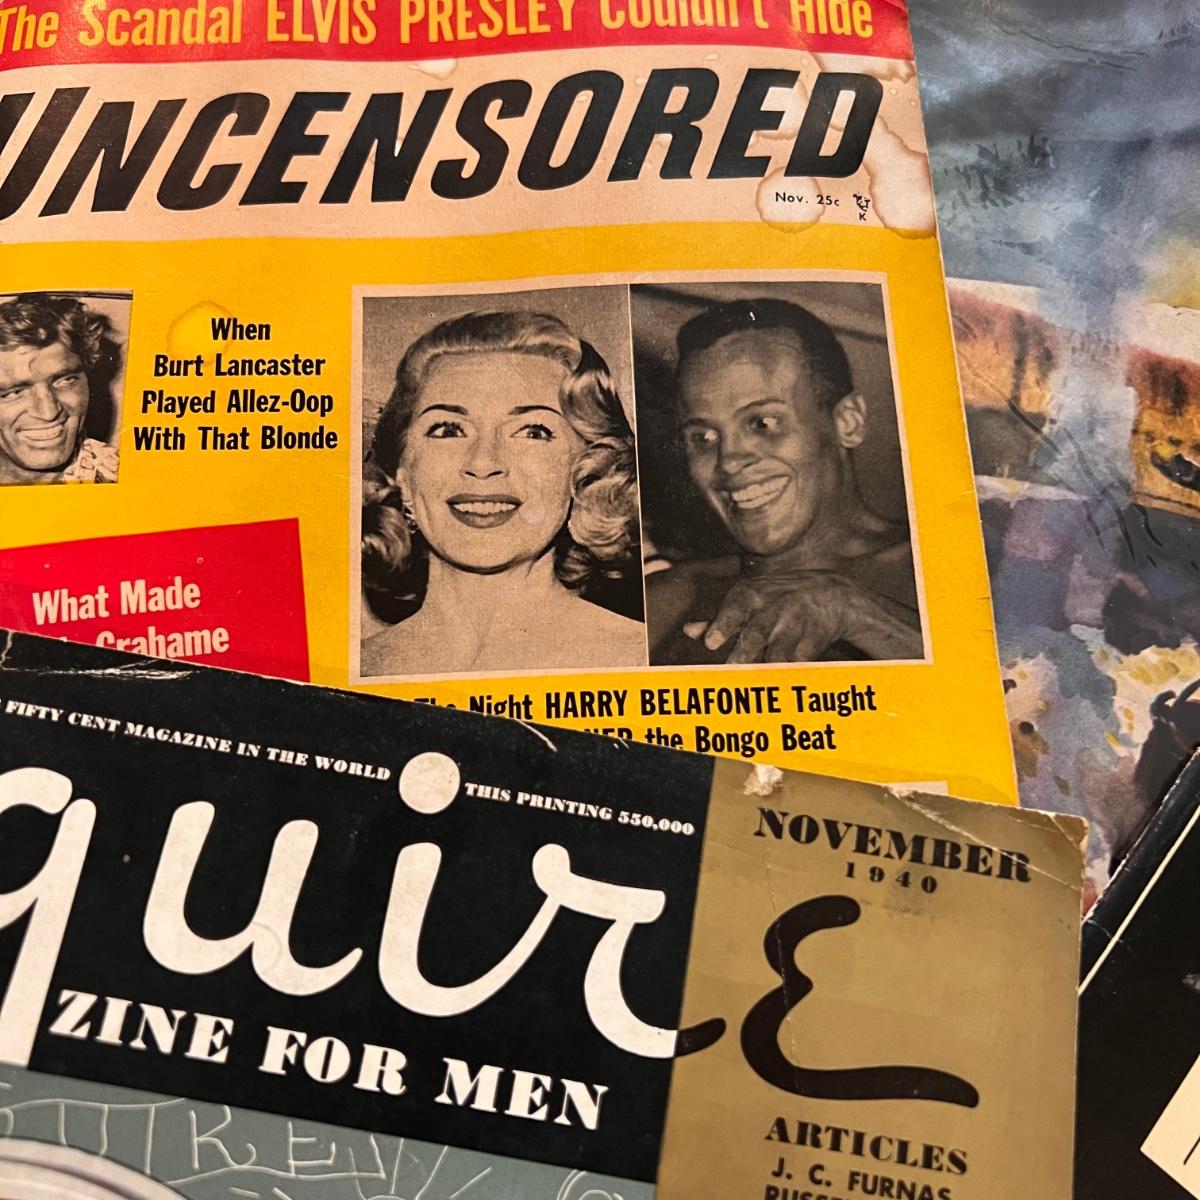 The Scandal ELVIS PRESLEY Couldn't Hide
UNCENSORED
Nov. 25c
K
When
Burt Lancaster
Played Allez-Oop
With That Blonde
What Made
Grahame
The Night HARRY BELAFONTE Taught
the Bongo Beat
FIFTY CENT MAGAZINE IN THE WORLD
THIS PRINTING 550,000
quire
ZINE FOR MEN
NOVEMBER
1940
ARTICLES
J. C. FURNAS